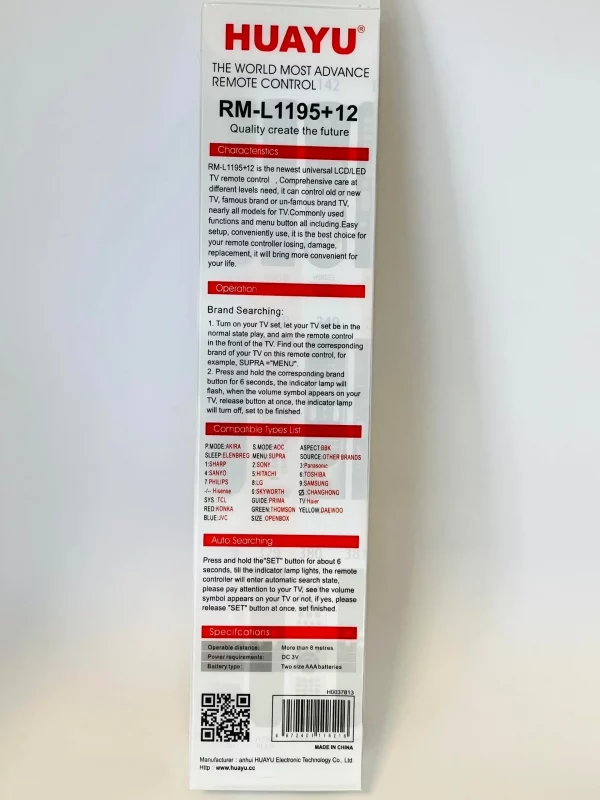 HUAYU®
THE WORLD MOST ADVANCE
REMOTE CONTROL
RM-L1195+12
Quality create the future
Characteristics
RM-L1195+12 is the newest universal LCD/LED
TV remote control , Comprehensive care at
different levels need, it can control old or new
TV, famous brand or un-famous brand TV,
nearly all models for TV.Commonly used
functions and menu button all including.Easy
setup, conveniently use, it is the best choice for
your remote controller losing, damage,
replacement, it will bring more convenient for
your life.
Operation
Brand Searching:
1. Turn on your TV set, let your TV set be in the
normal state play, and aim the remote control
in the front of the TV. Find out the corresponding
brand of your TV on this remote control, for
example, SUPRA ="MENU".
2. Press and hold the corresponding brand
button for 6 seconds, the indicator lamp will
flash, when the volume symbol appears on your
TV, release button at once, the indicator lamp
will turn off, set to be finished.
Compatible Types List
P.MODE:AKIRA S.MODE:AOC ASPECT:BBK
SLEEP:ELENBREG MENU:SUPRA SOURCE:OTHER BRANDS
1:SHARP 2:SONY 3:Panasonic
4:SANYO 5:HITACHI 6:TOSHIBA
7:PHILIPS 8:LG 9:SAMSUNG
-/--:Hisense 0:SKYWORTH :CHANGHONG
SYS.:TCL GUIDE:PRIMA TV:Haier
RED:KONKA GREEN:THOMSON YELLOW:DAEWOO
BLUE:JVC SIZE:OPENBOX
Auto Searching
Press and hold the"SET" button for about 6
seconds, till the indicator lamp lights, the remote
controller will enter automatic search state,
please pay attention to your TV, see the volume
symbol appears on your TV or not, if yes, please
release "SET" button at once, set finished.
Specifcations
Operable distance: More than 8 metres.
Power requirements: DC 3V
Battery type: Two size AAA batteries
H0037813
MADE IN CHINA
Manufacturer : anhui HUAYU Electronic Technology Co., Ltd.
Http : www.huayu.cc